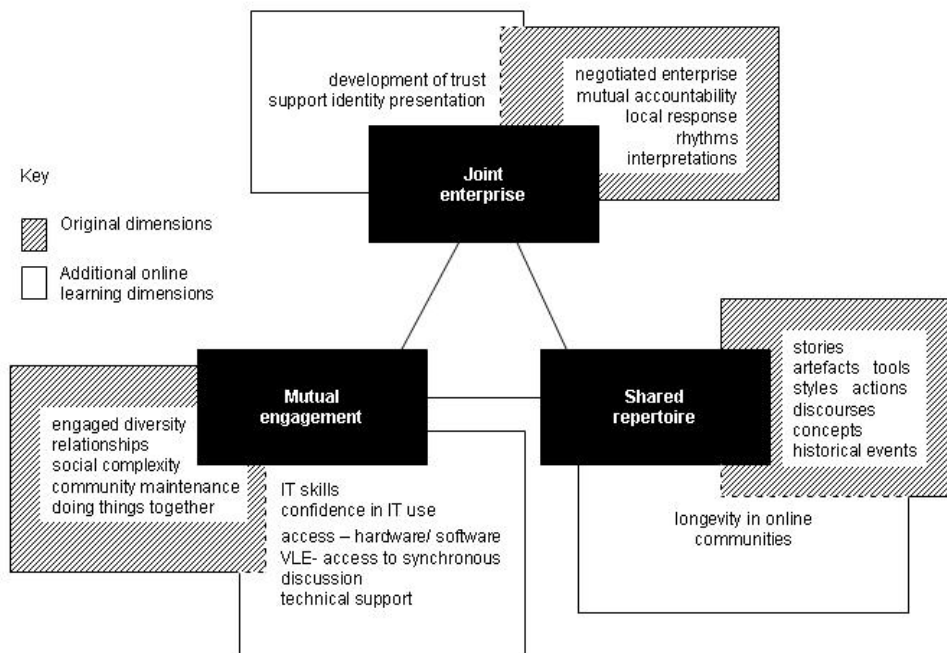 development of trust
support identity presentation
negotiated enterprise
mutual accountability
local response
rhythms
interpretations
Joint
enterprise
Key
Original dimensions
Additional online
learning dimensions
Mutual
engagement
engaged diversity
relationships
social complexity
community maintenance
doing things together
IT skills
confidence in IT use
access – hardware/ software
VLE- access to synchronous
discussion
technical support
Shared
repertoire
stories
artefacts tools
styles actions
discourses
concepts
historical events
longevity in online
communities